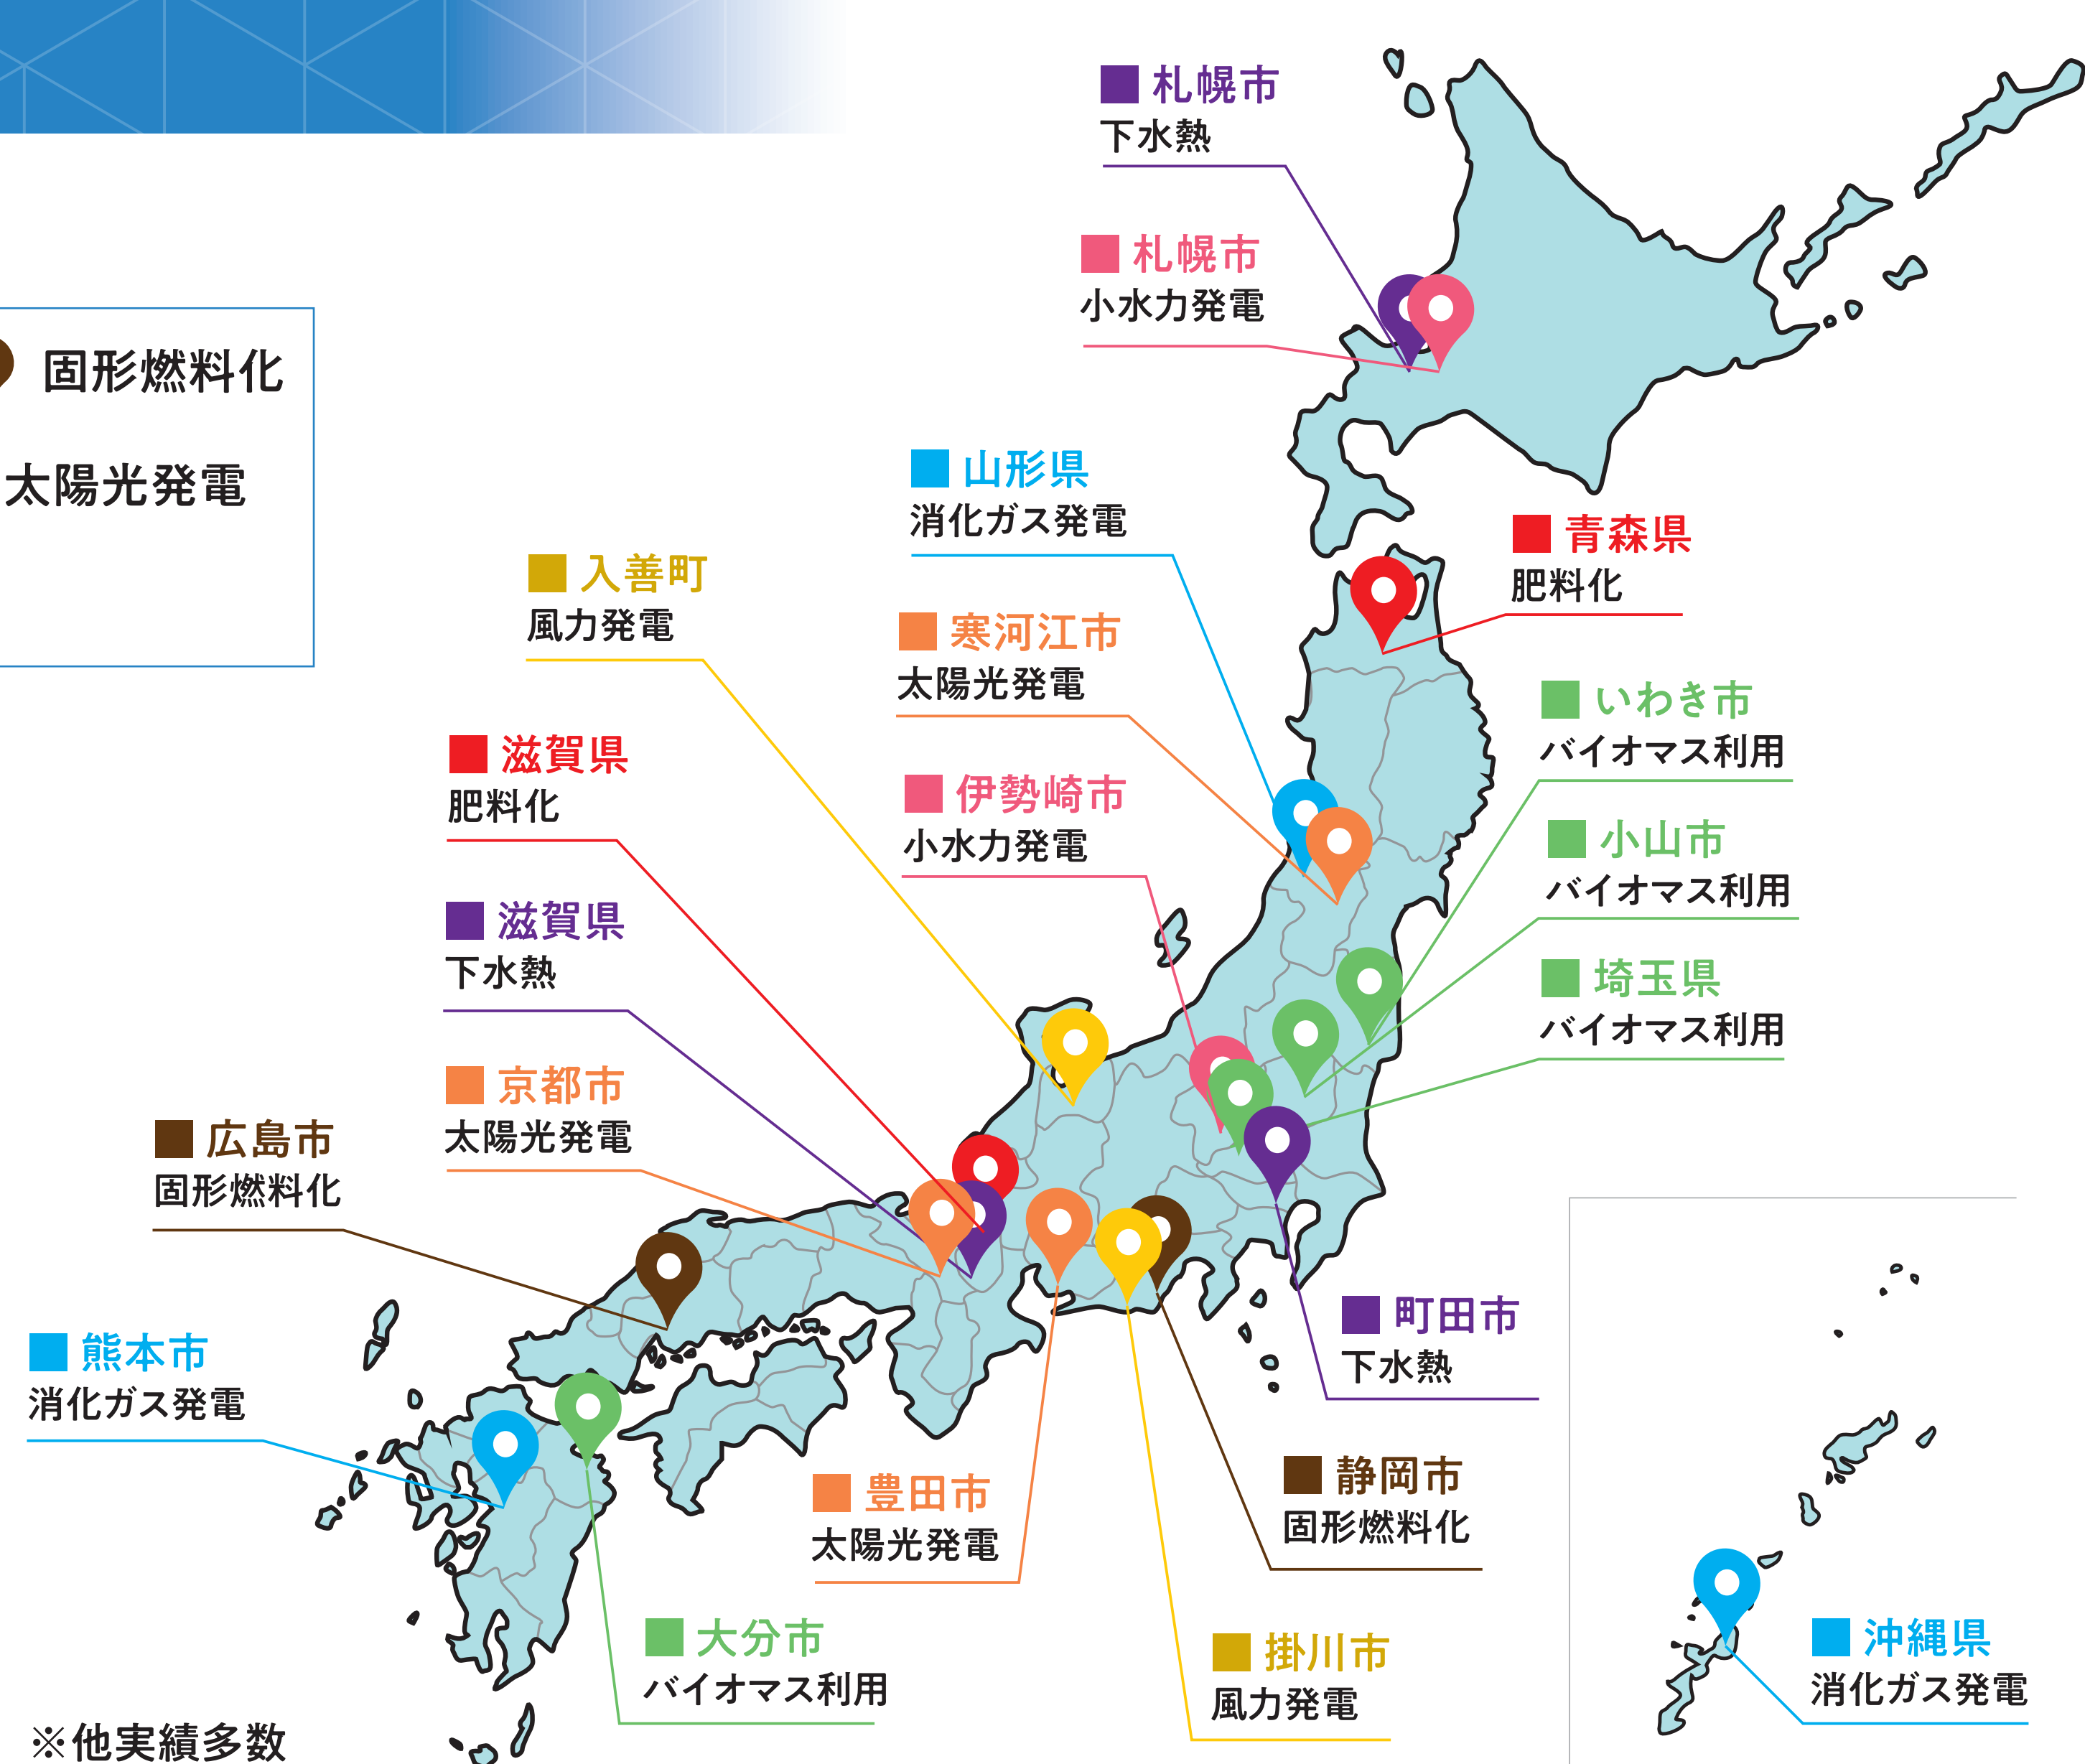 固形燃料化
太陽光発電
札幌市
下水熱
札幌市
小水力発電
山形県
消化ガス発電
青森県
肥料化
入善町
風力発電
寒河江市
太陽光発電
いわき市
バイオマス利用
滋賀県
肥料化
伊勢崎市
小水力発電
小山市
バイオマス利用
滋賀県
下水熱
埼玉県
バイオマス利用
京都市
太陽光発電
広島市
固形燃料化
町田市
下水熱
熊本市
消化ガス発電
静岡市
固形燃料化
豊田市
太陽光発電
大分市
バイオマス利用
掛川市
風力発電
沖縄県
消化ガス発電
※他実績多数